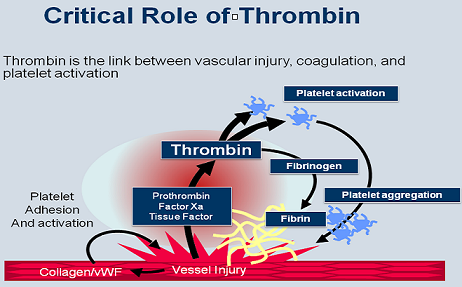 Critical Role of Thrombin
Thrombin is the link between vascular injury, coagulation, and
platelet activation
Platelet activation
Thrombin
Fibrinogen
Platelet
Adhesion
And activation
Prothrombin
Factor Xa
Tissue Factor
Platelet aggregation
Fibrin
Collagen/vWF
Vessel Injury